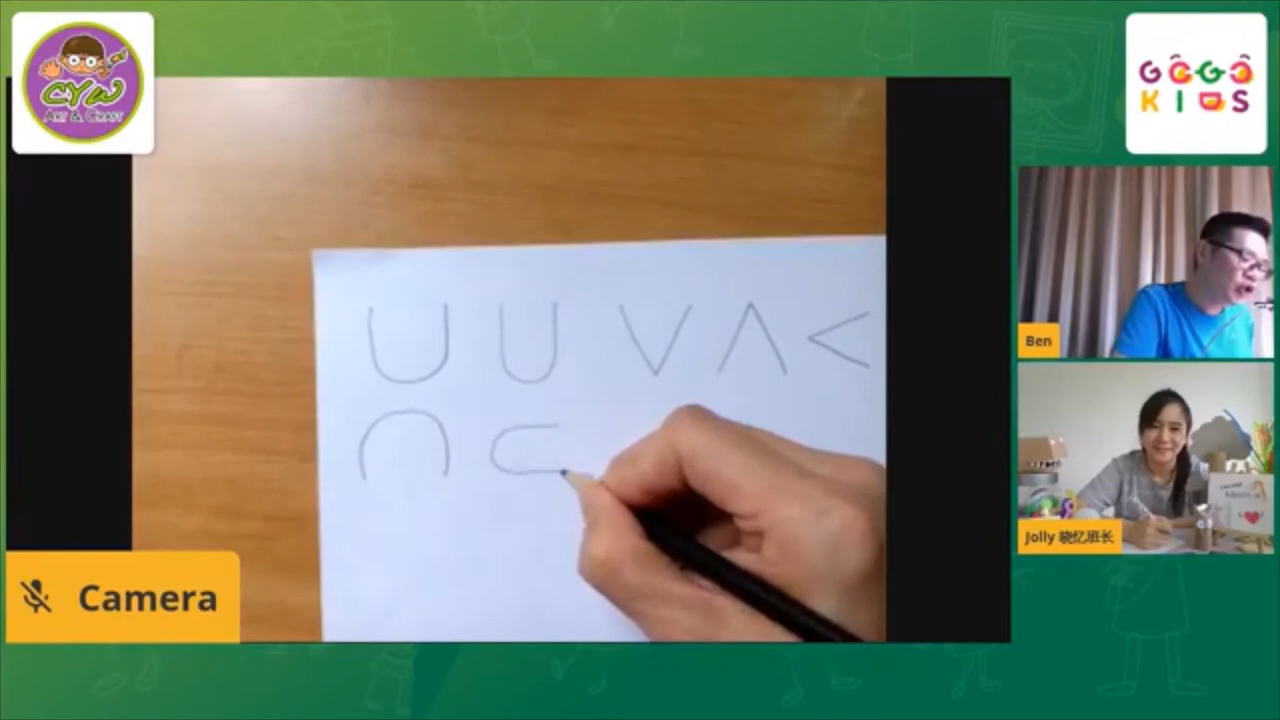 CYW
ART & CRAFT
GOGO
KIDS
U U V Λ <
∩ ⊂
Ben
Jolly 晓忆班长
Camera